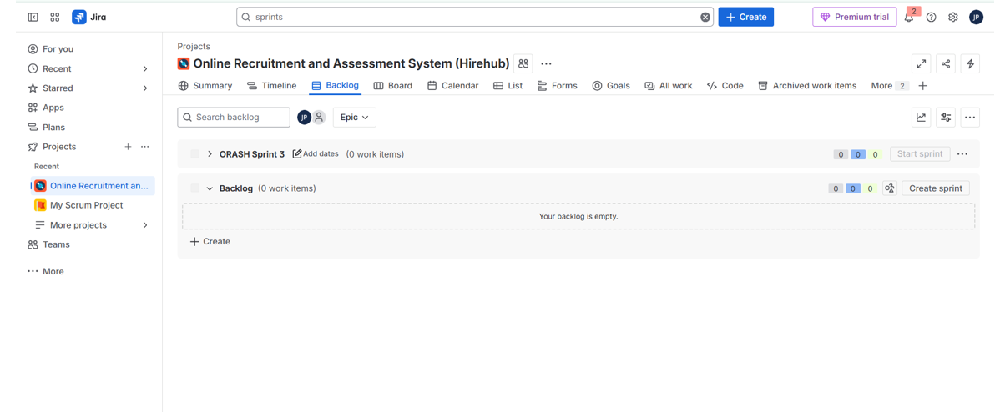 Jira
sprints
Create
Premium trial
2
JP
For you
Recent
Starred
Apps
Plans
Projects
Recent
Online Recruitment an...
My Scrum Project
More projects
Teams
More
Projects
Online Recruitment and Assessment System (Hirehub)
Summary Timeline Backlog Board Calendar List Forms Goals All work Code Archived work items More 2
Search backlog JP Epic
ORASH Sprint 3 Add dates (0 work items) 0 0 0 Start sprint
Backlog (0 work items) 0 0 0 Create sprint
Your backlog is empty.
Create